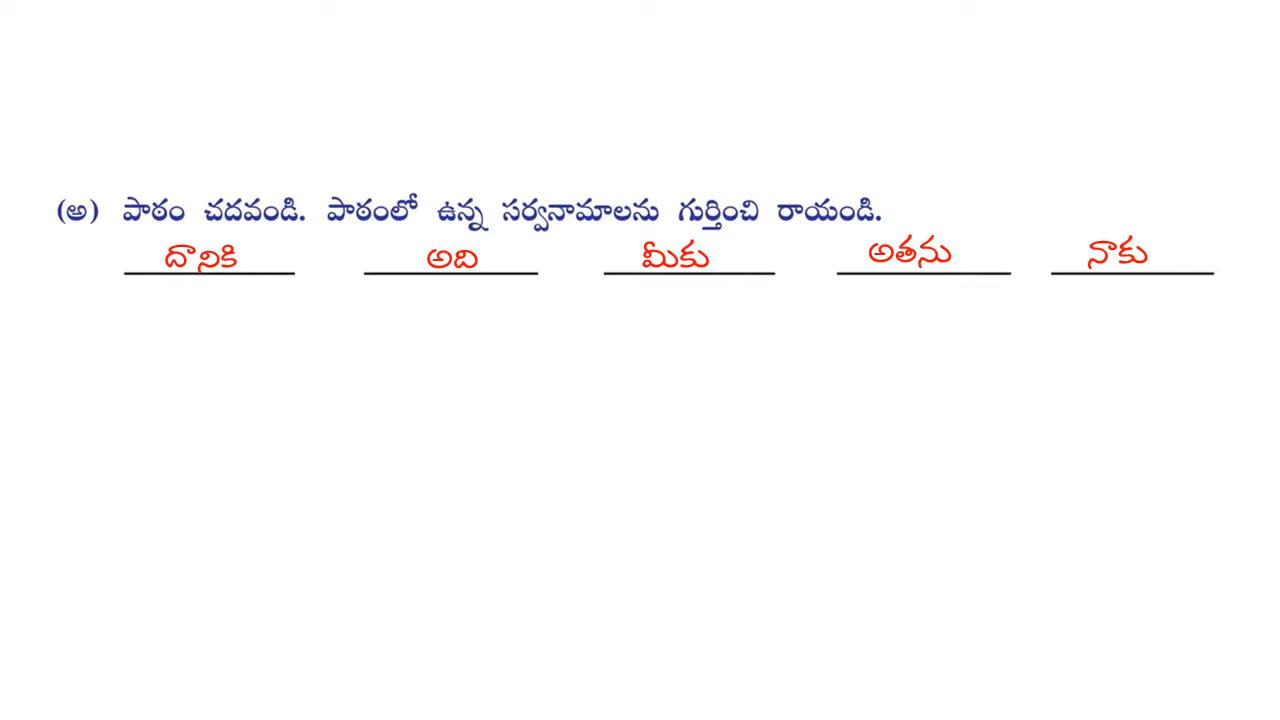 (అ) పాఠం చదవండి. పాఠంలో ఉన్న సర్వనామాలను గుర్తించి రాయండి.
దానికి అది మీకు అతను నాకు